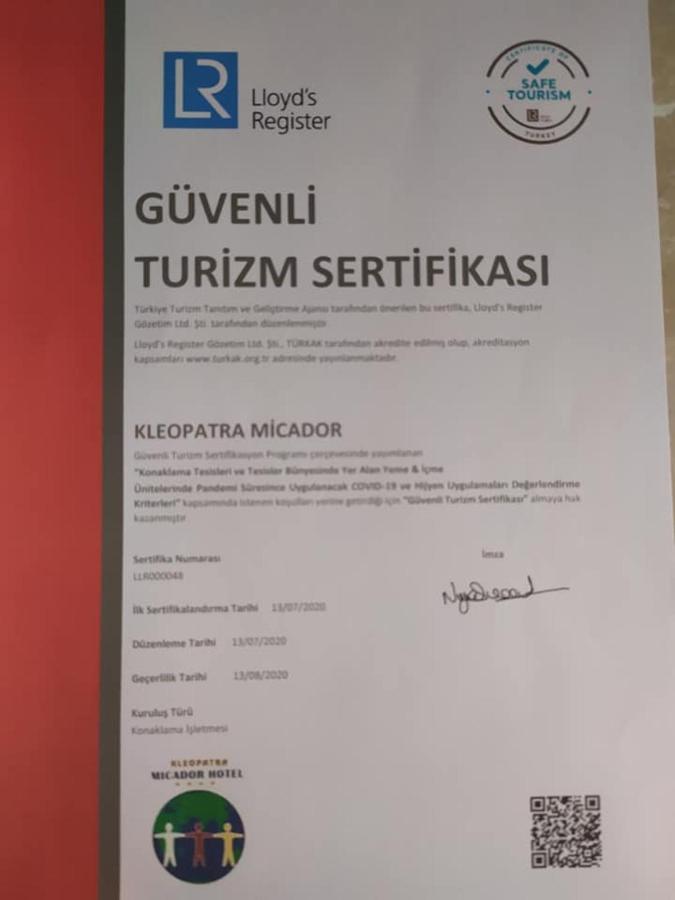 LR
Lloyd's
Register
CERTIFICATE OF
SAFE
TOURISM
LR
TURKEY
GÜVENLİ
TURİZM SERTİFİKASI
Türkiye Turizm Tanıtım ve Geliştirme Ajansı tarafından önerilen bu sertifika, Lloyd's Register
Gözetim Ltd. Şti. tarafından düzenlenmiştir.
Lloyd's Register Gözetim Ltd. Şti., TÜRKAK tarafından akredite edilmiş olup, akreditasyon
kapsamları www.turkak.org.tr adresinde yayınlanmaktadır.
KLEOPATRA MİCADOR
Güvenli Turizm Sertifikasyon Programı çerçevesinde yayımlanan
"Konaklama Tesisleri ve Tesisler Bünyesinde Yer Alan Yeme & İçme
Ünitelerinde Pandemi Süresince Uygulanacak COVID-19 ve Hijyen Uygulamaları Değerlendirme
Kriterleri" kapsamında istenen koşulları yerine getirdiği için "Güvenli Turizm Sertifikası" almaya hak
kazanmıştır.
Sertifika Numarası
LLR000048
İmza
İlk Sertifikalandırma Tarihi 13/07/2020
Düzenleme Tarihi 13/07/2020
Geçerlilik Tarihi 13/08/2020
Kuruluş Türü
Konaklama İşletmesi
KLEOPATRA
MICADOR HOTEL